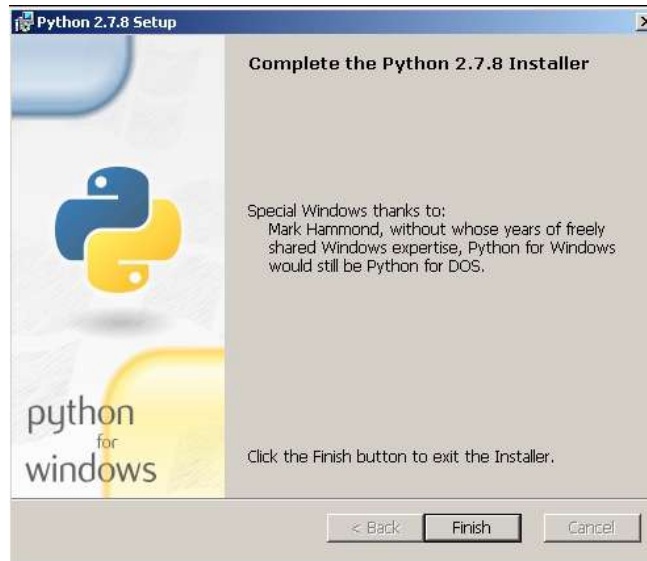 Python 2.7.8 Setup
Complete the Python 2.7.8 Installer
Special Windows thanks to:
Mark Hammond, without whose years of freely
shared Windows expertise, Python for Windows
would still be Python for DOS.
python
for
windows
Click the Finish button to exit the Installer.
< Back
Finish
Cancel